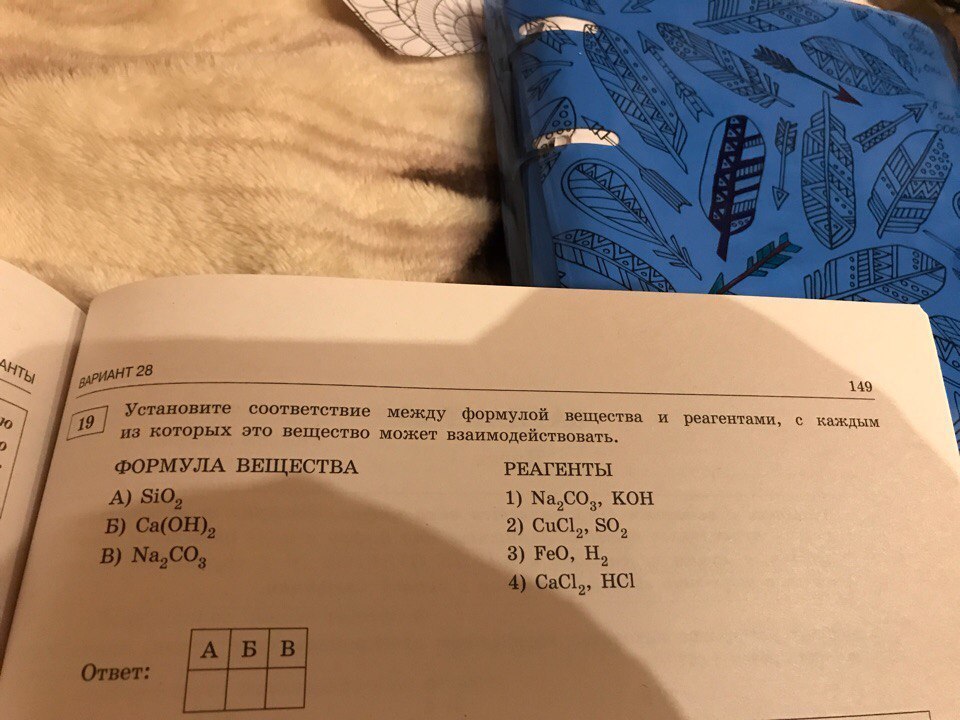 АНТЫ
ВАРИАНТ 28
149
19 Установите соответствие между формулой вещества и реагентами, с каждым
из которых это вещество может взаимодействовать.
ФОРМУЛА ВЕЩЕСТВА РЕАГЕНТЫ
А) SiO₂ 1) Na₂CO₃, KOH
Б) Ca(OH)₂ 2) CuCl₂, SO₂
В) Na₂CO₃ 3) FeO, H₂
4) CaCl₂, HCl
А Б В
Ответ: